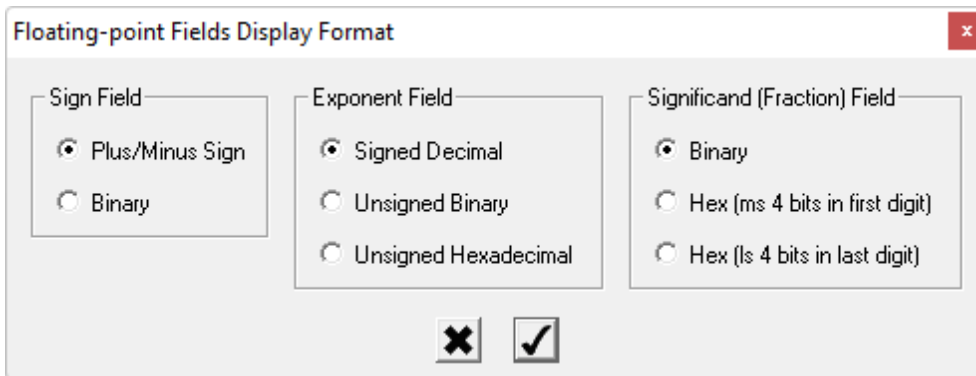 Floating-point Fields Display Format
x
Sign Field
Plus/Minus Sign
Binary
Exponent Field
Signed Decimal
Unsigned Binary
Unsigned Hexadecimal
Significand (Fraction) Field
Binary
Hex (ms 4 bits in first digit)
Hex (ls 4 bits in last digit)